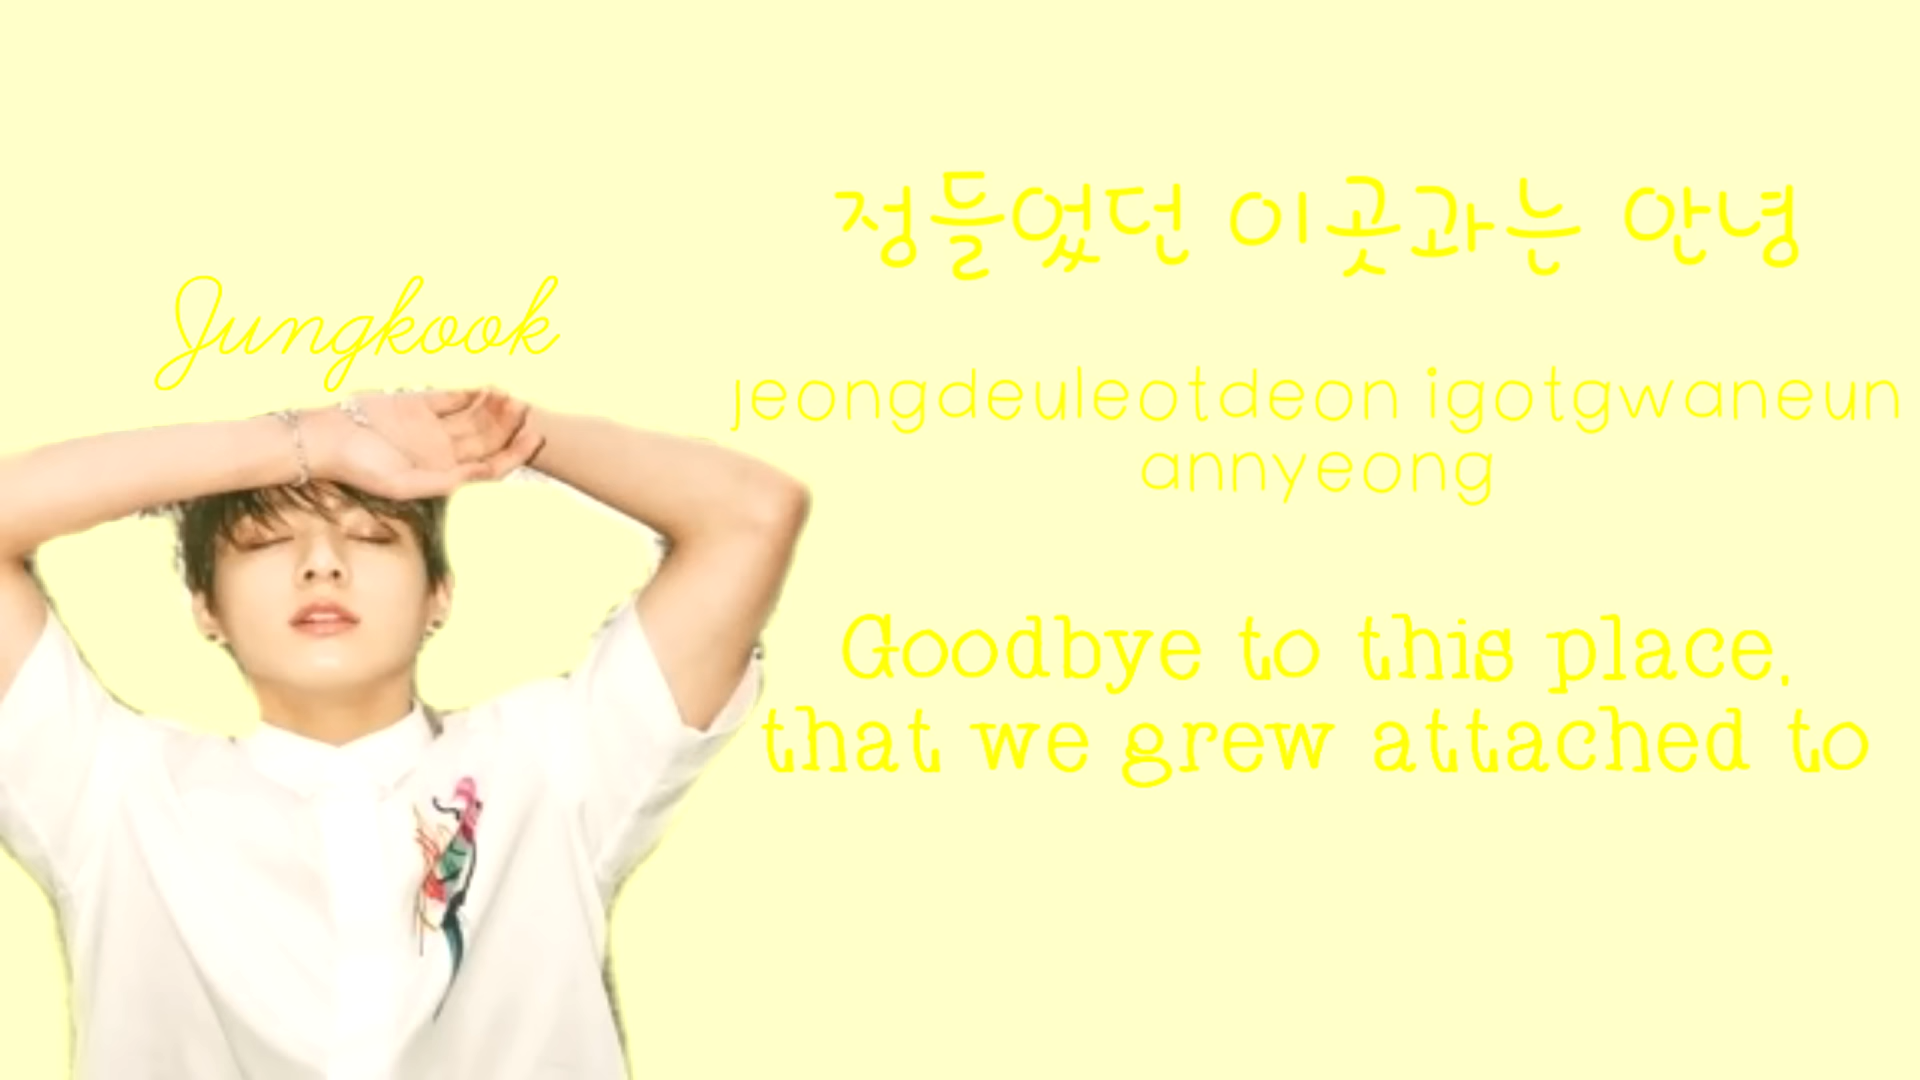 Jungkook
정들었던 이곳과는 안녕
jeongdeuleotdeon igotgwaneun
annyeong
Goodbye to this place,
that we grew attached to